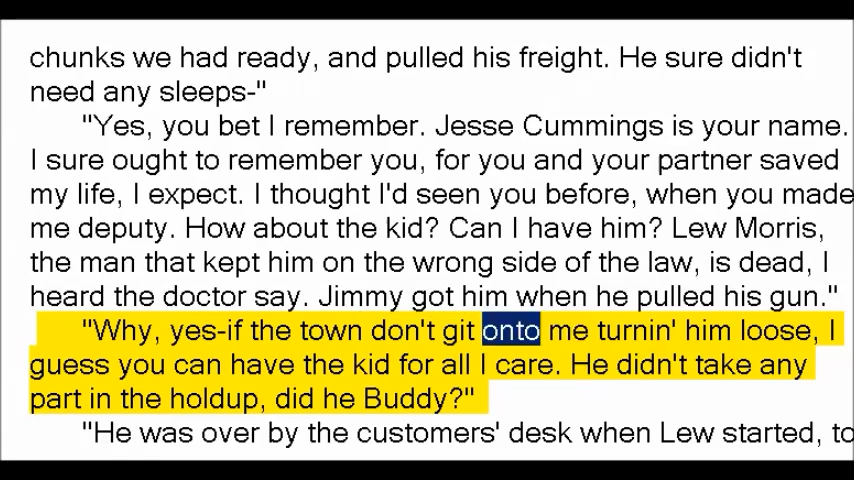 chunks we had ready, and pulled his freight. He sure didn't
need any sleeps-"
"Yes, you bet I remember. Jesse Cummings is your name.
I sure ought to remember you, for you and your partner saved
my life, I expect. I thought I'd seen you before, when you made
me deputy. How about the kid? Can I have him? Lew Morris,
the man that kept him on the wrong side of the law, is dead, I
heard the doctor say. Jimmy got him when he pulled his gun."
"Why, yes-if the town don't git onto me turnin' him loose, I
guess you can have the kid for all I care. He didn't take any
part in the holdup, did he Buddy?"
"He was over by the customers' desk when Lew started, to